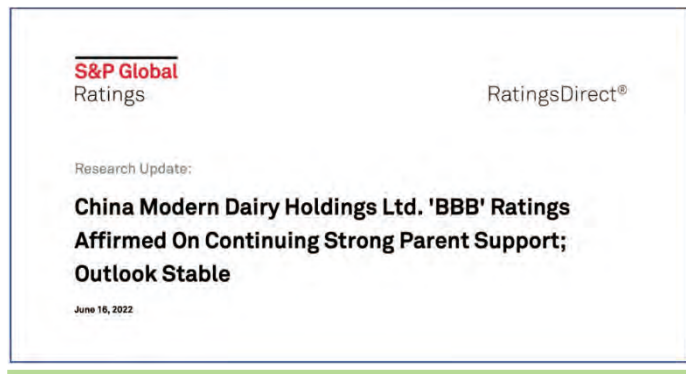 S&P Global
Ratings
RatingsDirect®
Research Update:
China Modern Dairy Holdings Ltd. 'BBB' Ratings
Affirmed On Continuing Strong Parent Support;
Outlook Stable
June 16, 2022